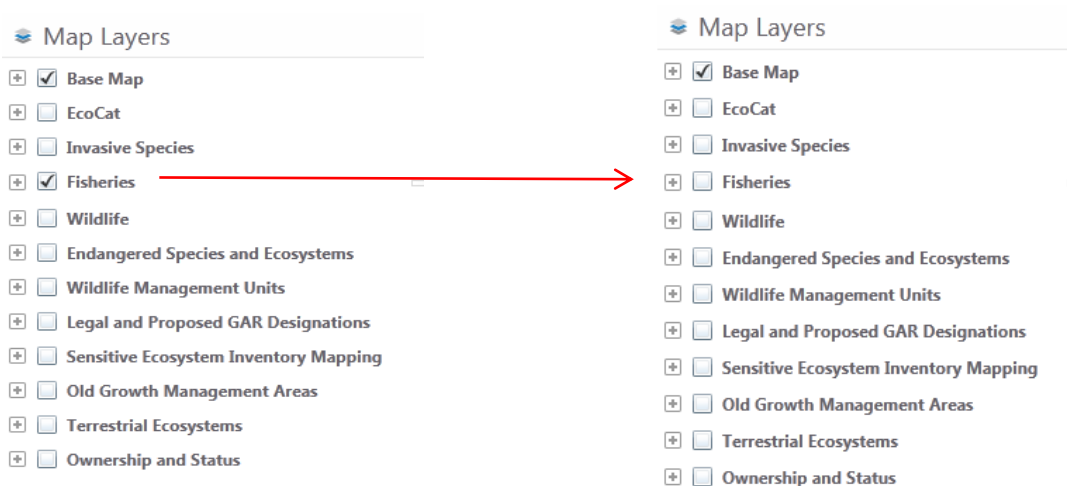 Map Layers
Base Map
EcoCat
Invasive Species
Fisheries
Wildlife
Endangered Species and Ecosystems
Wildlife Management Units
Legal and Proposed GAR Designations
Sensitive Ecosystem Inventory Mapping
Old Growth Management Areas
Terrestrial Ecosystems
Ownership and Status
Map Layers
Base Map
EcoCat
Invasive Species
Fisheries
Wildlife
Endangered Species and Ecosystems
Wildlife Management Units
Legal and Proposed GAR Designations
Sensitive Ecosystem Inventory Mapping
Old Growth Management Areas
Terrestrial Ecosystems
Ownership and Status